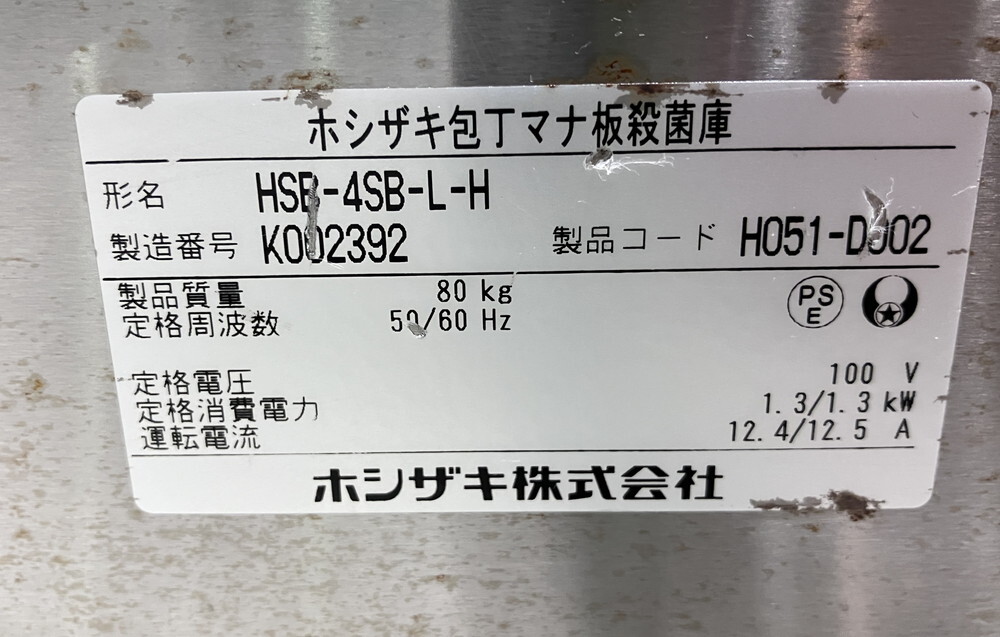 ホシザキ包丁マナ板殺菌庫
形名 HSB-4SB-L-H
製造番号 K002392 製品コード H051-D002
製品質量 80 kg
定格周波数 50/60 Hz
PS
E
定格電圧 100 V
定格消費電力 1.3/1.3 kW
運転電流 12.4/12.5 A
ホシザキ株式会社